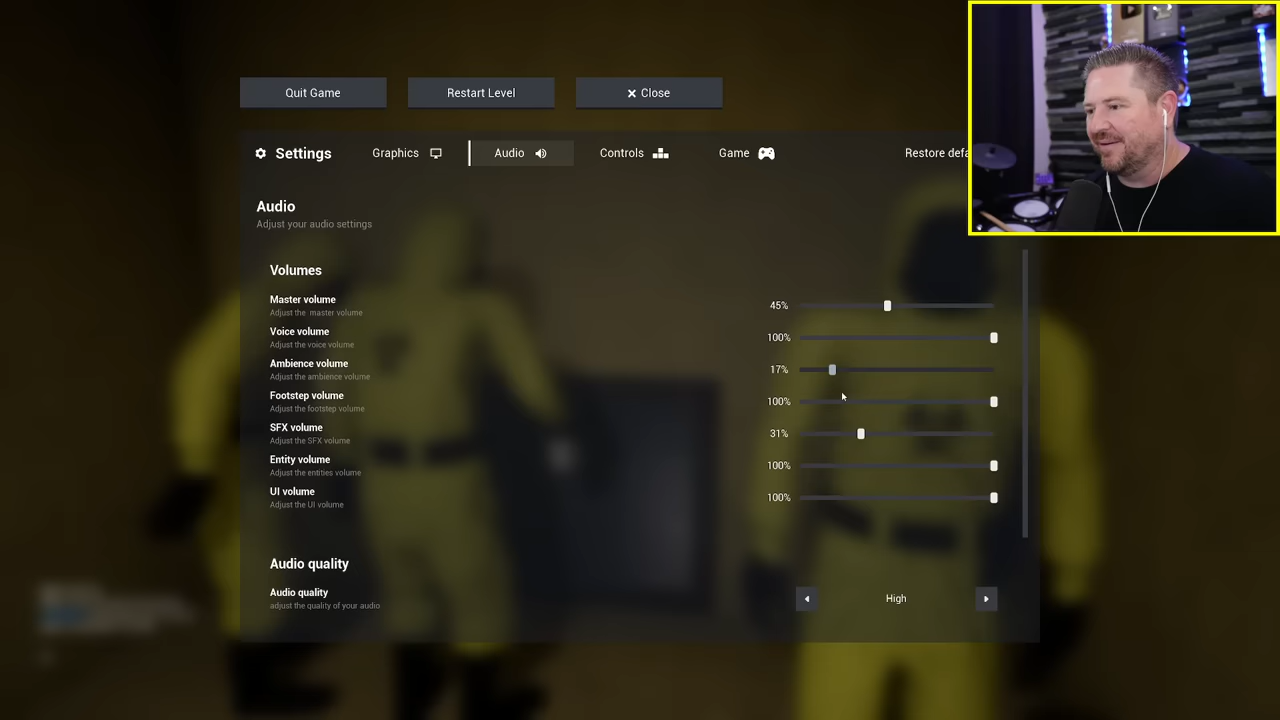 Quit Game
Restart Level
Close
Settings
Graphics
Audio
Controls
Game
Restore
Audio
Adjust your audio settings
Volumes
Master volume
Adjust the master volume
45%
Voice volume
Adjust the voice volume
100%
Ambience volume
Adjust the ambience volume
17%
Footstep volume
Adjust the footstep volume
100%
SFX volume
Adjust the SFX volume
31%
Entity volume
Adjust the entities volume
100%
UI volume
Adjust the UI volume
100%
Audio quality
Audio quality
adjust the quality of your audio
High